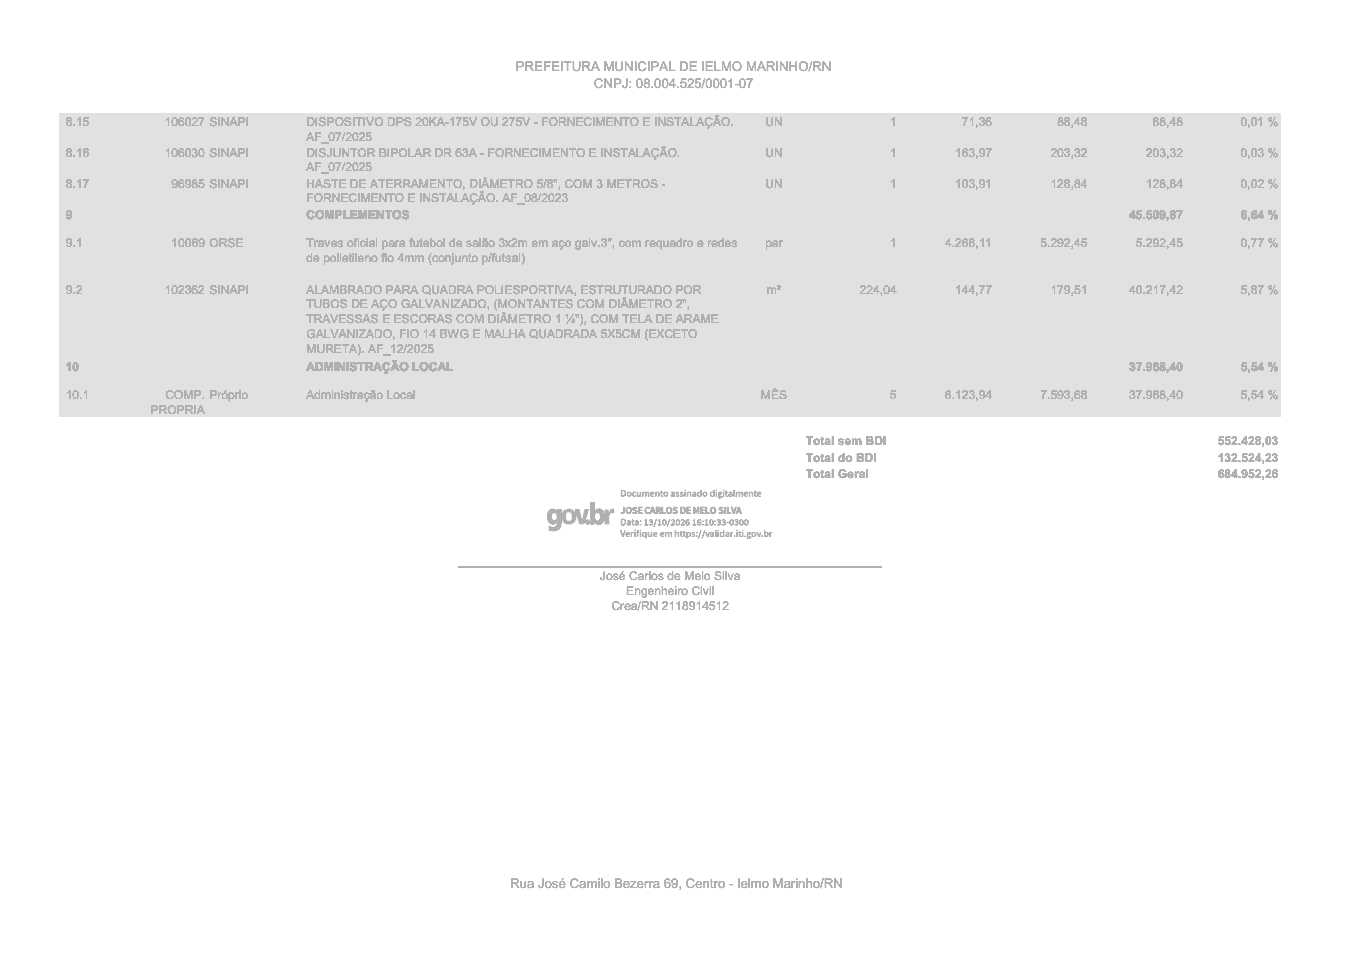 PREFEITURA MUNICIPAL DE IELMO MARINHO/RN
CNPJ: 08.004.525/0001-07
8.15 106027 SINAPI DISPOSITIVO DPS 20KA-175V OU 275V - FORNECIMENTO E INSTALAÇÃO. UN 1 71,36 88,48 88,48 0,01 %
AF_07/2025
8.16 106030 SINAPI DISJUNTOR BIPOLAR DR 63A - FORNECIMENTO E INSTALAÇÃO. UN 1 163,97 203,32 203,32 0,03 %
AF_07/2025
8.17 96985 SINAPI HASTE DE ATERRAMENTO, DIÂMETRO 5/8", COM 3 METROS - UN 1 103,91 128,84 128,84 0,02 %
FORNECIMENTO E INSTALAÇÃO. AF_08/2023
9 COMPLEMENTOS 45.509,87 6,64 %
9.1 10089 ORSE Traves oficial para futebol de salão 3x2m em aço galv.3", com requadro e redes par 1 4.268,11 5.292,45 5.292,45 0,77 %
de polietileno fio 4mm (conjunto p/futsal)
9.2 102362 SINAPI ALAMBRADO PARA QUADRA POLIESPORTIVA, ESTRUTURADO POR m² 224,04 144,77 179,51 40.217,42 5,87 %
TUBOS DE AÇO GALVANIZADO, (MONTANTES COM DIÂMETRO 2",
TRAVESSAS E ESCORAS COM DIÂMETRO 1 ¼"), COM TELA DE ARAME
GALVANIZADO, FIO 14 BWG E MALHA QUADRADA 5X5CM (EXCETO
MURETA). AF_12/2025
10 ADMINISTRAÇÃO LOCAL 37.968,40 5,54 %
10.1 COMP. Próprio Administração Local MÊS 5 6.123,94 7.593,68 37.968,40 5,54 %
PROPRIA
Total sem BDI 552.428,03
Total do BDI 132.524,23
Total Geral 684.952,26
Documento assinado digitalmente
gov.br JOSE CARLOS DE MELO SILVA
Data: 13/10/2026 16:10:33-0300
Verifique em https://validar.iti.gov.br
José Carlos de Melo Silva
Engenheiro Civil
Crea/RN 2118914512
Rua José Camilo Bezerra 69, Centro - Ielmo Marinho/RN